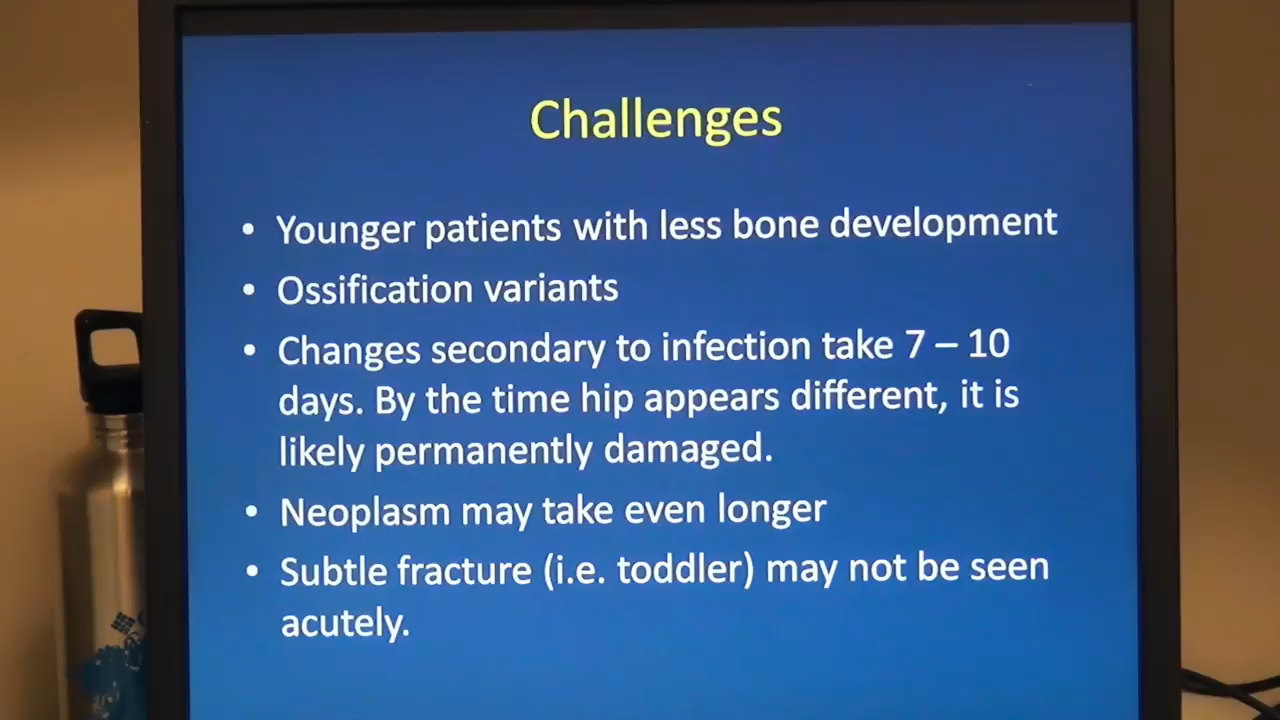 Challenges
• Younger patients with less bone development
• Ossification variants
• Changes secondary to infection take 7 – 10
days. By the time hip appears different, it is
likely permanently damaged.
• Neoplasm may take even longer
• Subtle fracture (i.e. toddler) may not be seen
acutely.